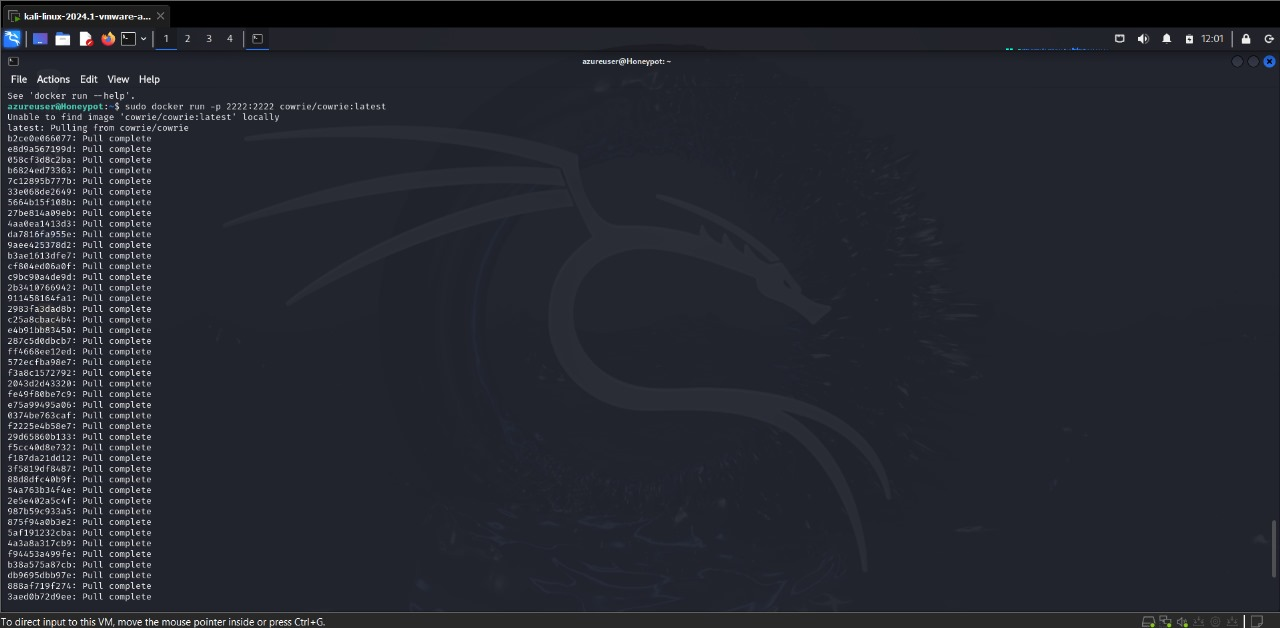 kali-linux-2024.1-vmware-a...
1 2 3 4
12:01
azureuser@Honeypot: ~
File Actions Edit View Help
See 'docker run --help'.
azureuser@Honeypot:~$ sudo docker run -p 2222:2222 cowrie/cowrie:latest
Unable to find image 'cowrie/cowrie:latest' locally
latest: Pulling from cowrie/cowrie
b2ce0e066077: Pull complete
e8d9a567199d: Pull complete
058cf3d8c2ba: Pull complete
b6824ed73363: Pull complete
7c12895b777b: Pull complete
33e068de2649: Pull complete
5664b15f108b: Pull complete
27be814a09eb: Pull complete
4aa0ea1413d3: Pull complete
da7816fa955e: Pull complete
9aee425378d2: Pull complete
b3ae1613dfe7: Pull complete
cf804ed06a0f: Pull complete
c9bc90a4de9d: Pull complete
2b3410766942: Pull complete
911458164fa1: Pull complete
2983fa3dad8b: Pull complete
c25a8cbac4b4: Pull complete
e4b91bb83450: Pull complete
287c5d0dbcb7: Pull complete
ff4668ee12ed: Pull complete
572ecfba98e7: Pull complete
f3a8c1572792: Pull complete
2043d2d43320: Pull complete
fe49f80be7c9: Pull complete
e75a99495a06: Pull complete
0374be763caf: Pull complete
f2225e4b58e7: Pull complete
29d65860b133: Pull complete
f5cc40d8e732: Pull complete
f187da21dd12: Pull complete
3f5819df8487: Pull complete
88d8dfc40b9f: Pull complete
54a763b34f4e: Pull complete
2e5e402a5c4f: Pull complete
987b59c933a5: Pull complete
875f94a0b3e2: Pull complete
5af191232cba: Pull complete
4a3a8a317cb9: Pull complete
f94453a499fe: Pull complete
b38a575a87cb: Pull complete
db9695dbb97e: Pull complete
888af719f274: Pull complete
3aed0b72d9ee: Pull complete
To direct input to this VM, move the mouse pointer inside or press Ctrl+G.